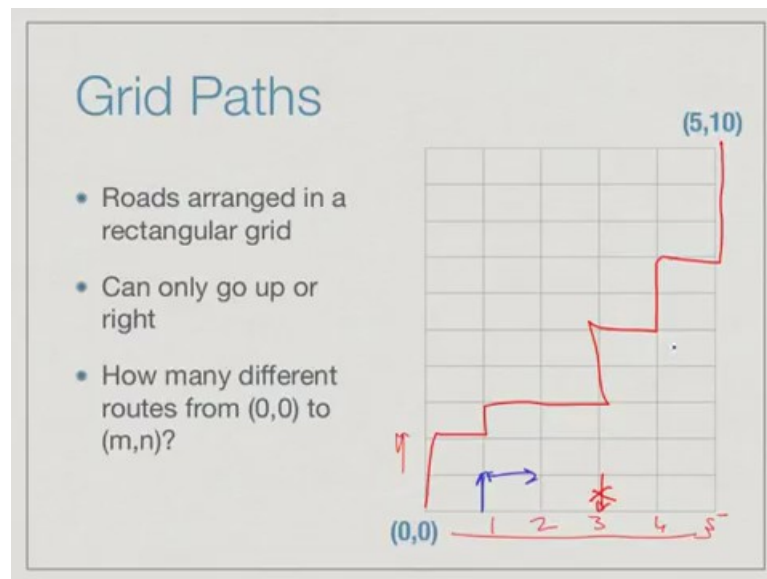 Grid Paths
(5,10)
• Roads arranged in a
rectangular grid
• Can only go up or
right
• How many different
routes from (0,0) to
(m,n)?
(0,0)
1 2 3 4 5